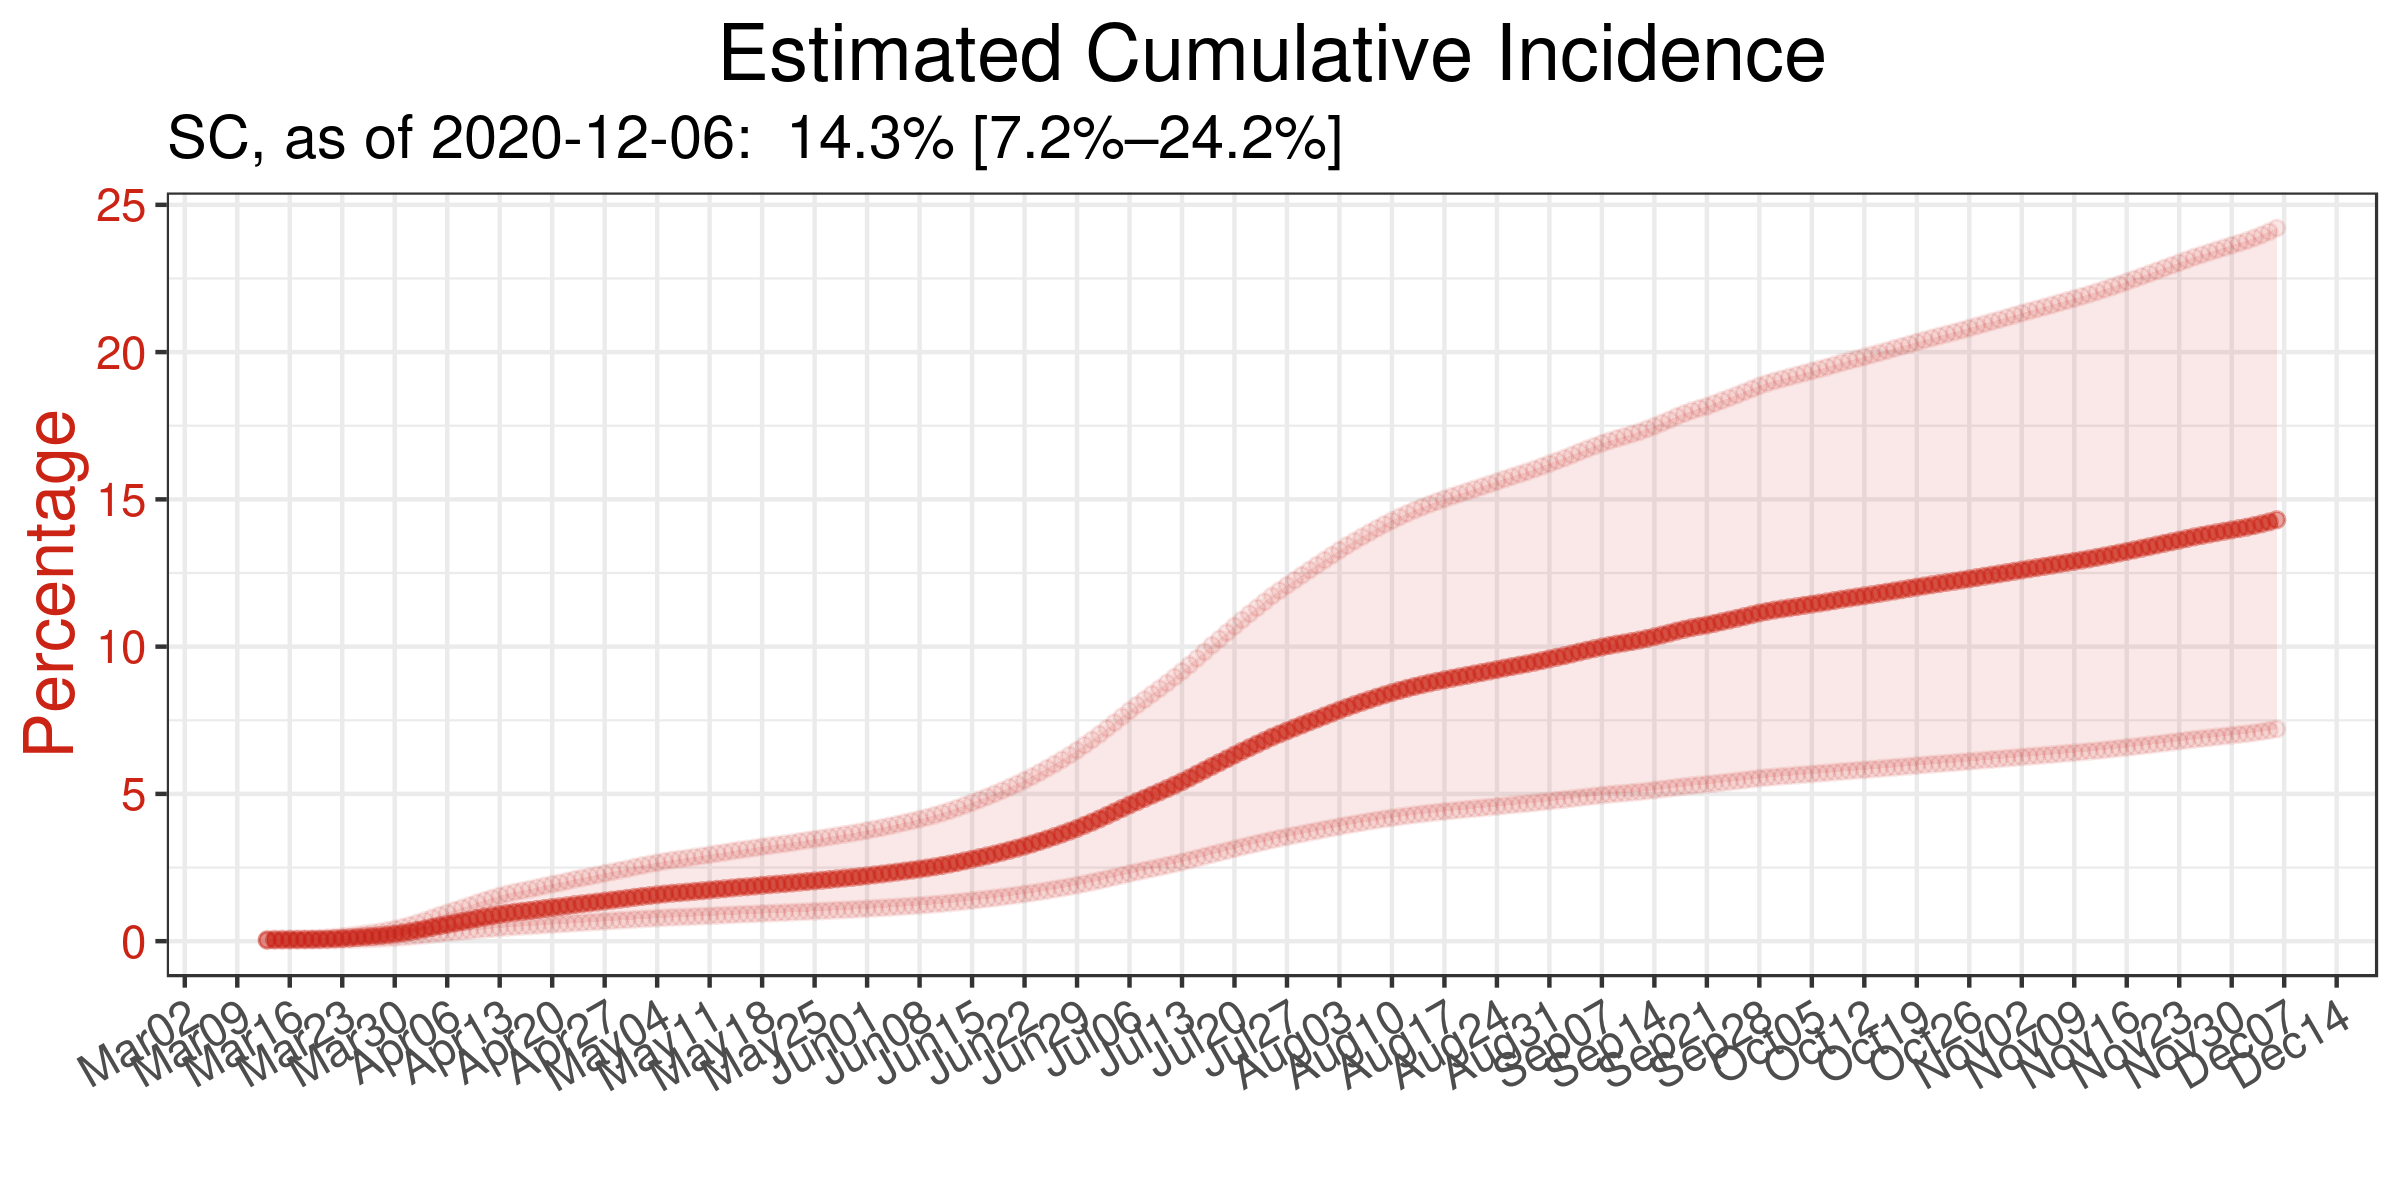 Estimated Cumulative Incidence
SC, as of 2020-12-06:  14.3% [7.2%–24.2%]
Percentage
25
20
15
10
5
0
Mar02
Mar09
Mar16
Mar23
Mar30
Apr06
Apr13
Apr20
Apr27
May04
May11
May18
May25
Jun01
Jun08
Jun15
Jun22
Jun29
Jul06
Jul13
Jul20
Jul27
Aug03
Aug10
Aug17
Aug24
Aug31
Sep07
Sep14
Sep21
Sep28
Oct05
Oct12
Oct19
Oct26
Nov02
Nov09
Nov16
Nov23
Nov30
Dec07
Dec14